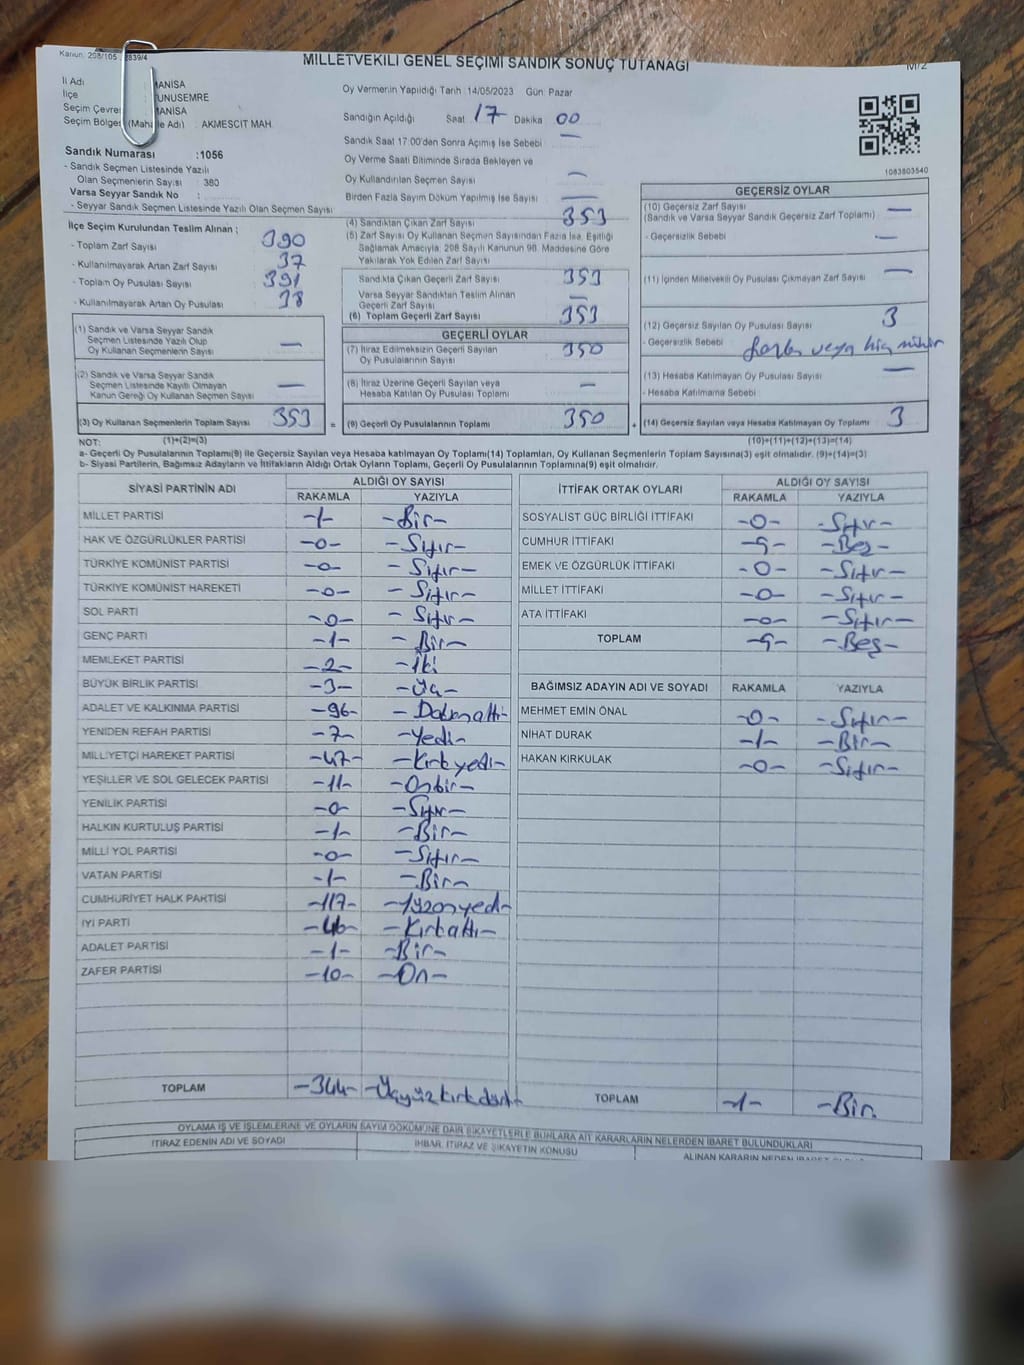 Kanun: 298/105 2839/4
MİLLETVEKİLİ GENEL SEÇİMİ SANDIK SONUÇ TUTANAĞI
M/2
İl Adı MANİSA
İlçe YUNUSEMRE
Seçim Çevresi MANİSA
Seçim Bölgesi (Mahalle Adı) : AKMESCİT MAH.
Sandık Numarası :1056
- Sandık Seçmen Listesinde Yazılı
Olan Seçmenlerin Sayısı : 380
Varsa Seyyar Sandık No :
- Seyyar Sandık Seçmen Listesinde Yazılı Olan Seçmen Sayısı :
Oy Vermenin Yapıldığı Tarih :14/05/2023 Gün: Pazar
Sandığın Açıldığı Saat 17 Dakika 00
Sandık Saat 17:00'den Sonra Açılmış İse Sebebi —
Oy Verme Saati Bitiminde Sırada Bekleyen ve
Oy Kullandırılan Seçmen Sayısı —
Birden Fazla Sayım Döküm Yapılmış İse Sayısı —
1083803540
İlçe Seçim Kurulundan Teslim Alınan ;
- Toplam Zarf Sayısı 390
- Kullanılmayarak Artan Zarf Sayısı 37
- Toplam Oy Pusulası Sayısı 391
- Kullanılmayarak Artan Oy Pusulası 38
(1) Sandık ve Varsa Seyyar Sandık
Seçmen Listesinde Yazılı Olup
Oy Kullanan Seçmenlerin Sayısı —
(2) Sandık ve Varsa Seyyar Sandık
Seçmen Listesinde Kayıtlı Olmayan
Kanun Gereği Oy Kullanan Seçmen Sayısı —
(3) Oy Kullanan Seçmenlerin Toplam Sayısı 353 =
(4) Sandıktan Çıkan Zarf Sayısı 353
(5) Zarf Sayısı Oy Kullanan Seçmen Sayısından Fazla İse, Eşitliği
Sağlamak Amacıyla, 298 Sayılı Kanunun 98. Maddesine Göre
Yakılarak Yok Edilen Zarf Sayısı
Sandıkta Çıkan Geçerli Zarf Sayısı 353
Varsa Seyyar Sandıktan Teslim Alınan
Geçerli Zarf Sayısı —
(6) Toplam Geçerli Zarf Sayısı 353
GEÇERLİ OYLAR
(7) İtiraz Edilmeksizin Geçerli Sayılan
Oy Pusulalarının Sayısı 350
(8) İtiraz Üzerine Geçerli Sayılan veya
Hesaba Katılan Oy Pusulası Toplamı —
(9) Geçerli Oy Pusulalarının Toplamı 350 +
GEÇERSİZ OYLAR
(10) Geçersiz Zarf Sayısı
(Sandık ve Varsa Seyyar Sandık Geçersiz Zarf Toplamı) —
- Geçersizlik Sebebi —
(11) İçinden Milletvekili Oy Pusulası Çıkmayan Zarf Sayısı —
(12) Geçersiz Sayılan Oy Pusulası Sayısı 3
- Geçersizlik Sebebi fazla veya hiç mühür
(13) Hesaba Katılmayan Oy Pusulası Sayısı —
- Hesaba Katılmama Sebebi
(14) Geçersiz Sayılan veya Hesaba Katılmayan Oy Toplamı 3
NOT: (1)+(2)=(3) (10)+(11)+(12)+(13)=(14)
a- Geçerli Oy Pusulaları Toplamı(9) ile Geçersiz Sayılan veya Hesaba katılmayan Oy Toplamı(14) Toplamları, Oy Kullanan Seçmenlerin Toplam Sayısına(3) eşit olmalıdır. (9)+(14)=(3)
b- Siyasi Partilerin, Bağımsız Adayların ve İttifakların Aldığı Ortak Oyların Toplamı, Geçerli Oy Pusulalarının Toplamına(9) eşit olmalıdır.
SİYASİ PARTİNİN ADI ALDIĞI OY SAYISI
RAKAMLA YAZIYLA
MİLLET PARTİSİ -1- -Bir-
HAK VE ÖZGÜRLÜKLER PARTİSİ -0- -Sıfır-
TÜRKİYE KOMÜNİST PARTİSİ -0- -Sıfır-
TÜRKİYE KOMÜNİST HAREKETİ -0- -Sıfır-
SOL PARTİ -0- -Sıfır-
GENÇ PARTİ -1- -Bir-
MEMLEKET PARTİSİ -2- -İki
BÜYÜK BİRLİK PARTİSİ -3- -Üç-
ADALET VE KALKINMA PARTİSİ -96- -Doksanaltı-
YENİDEN REFAH PARTİSİ -7- -Yedi-
MİLLİYETÇİ HAREKET PARTİSİ -47- -Kırkyedi-
YEŞİLLER VE SOL GELECEK PARTİSİ -11- -Onbir-
YENİLİK PARTİSİ -0- -Sıfır-
HALKIN KURTULUŞ PARTİSİ -1- -Bir-
MİLLİ YOL PARTİSİ -0- -Sıfır-
VATAN PARTİSİ -1- -Bir-
CUMHURİYET HALK PARTİSİ -117- -Yüzonyedi-
İYİ PARTİ -46- -Kırkaltı-
ADALET PARTİSİ -1- -Bir-
ZAFER PARTİSİ -10- -On-
TOPLAM -344- -Üçyüzkırkdört-
İTTİFAK ORTAK OYLARI ALDIĞI OY SAYISI
RAKAMLA YAZIYLA
SOSYALİST GÜÇ BİRLİĞİ İTTİFAKI -0- -Sıfır-
CUMHUR İTTİFAKI -5- -Beş-
EMEK VE ÖZGÜRLÜK İTTİFAKI -0- -Sıfır-
MİLLET İTTİFAKI -0- -Sıfır-
ATA İTTİFAKI -0- -Sıfır-
TOPLAM -5- -Beş-
BAĞIMSIZ ADAYIN ADI VE SOYADI RAKAMLA YAZIYLA
MEHMET EMİN ÖNAL -0- -Sıfır-
NİHAT DURAK -1- -Bir-
HAKAN KIRKULAK -0- -Sıfır-
TOPLAM -1- -Bir.
OYLAMA İŞ VE İŞLEMLERİNE VE OYLARIN SAYIM DÖKÜMÜNE DAİR ŞİKAYETLERLE BUNLARA AİT KARARLARIN NELERDEN İBARET BULUNDUKLARI
İTİRAZ EDENİN ADI VE SOYADI
İHBAR, İTİRAZ VE ŞİKAYETİN KONUSU
ALINAN KARARIN NEDEN İBARET